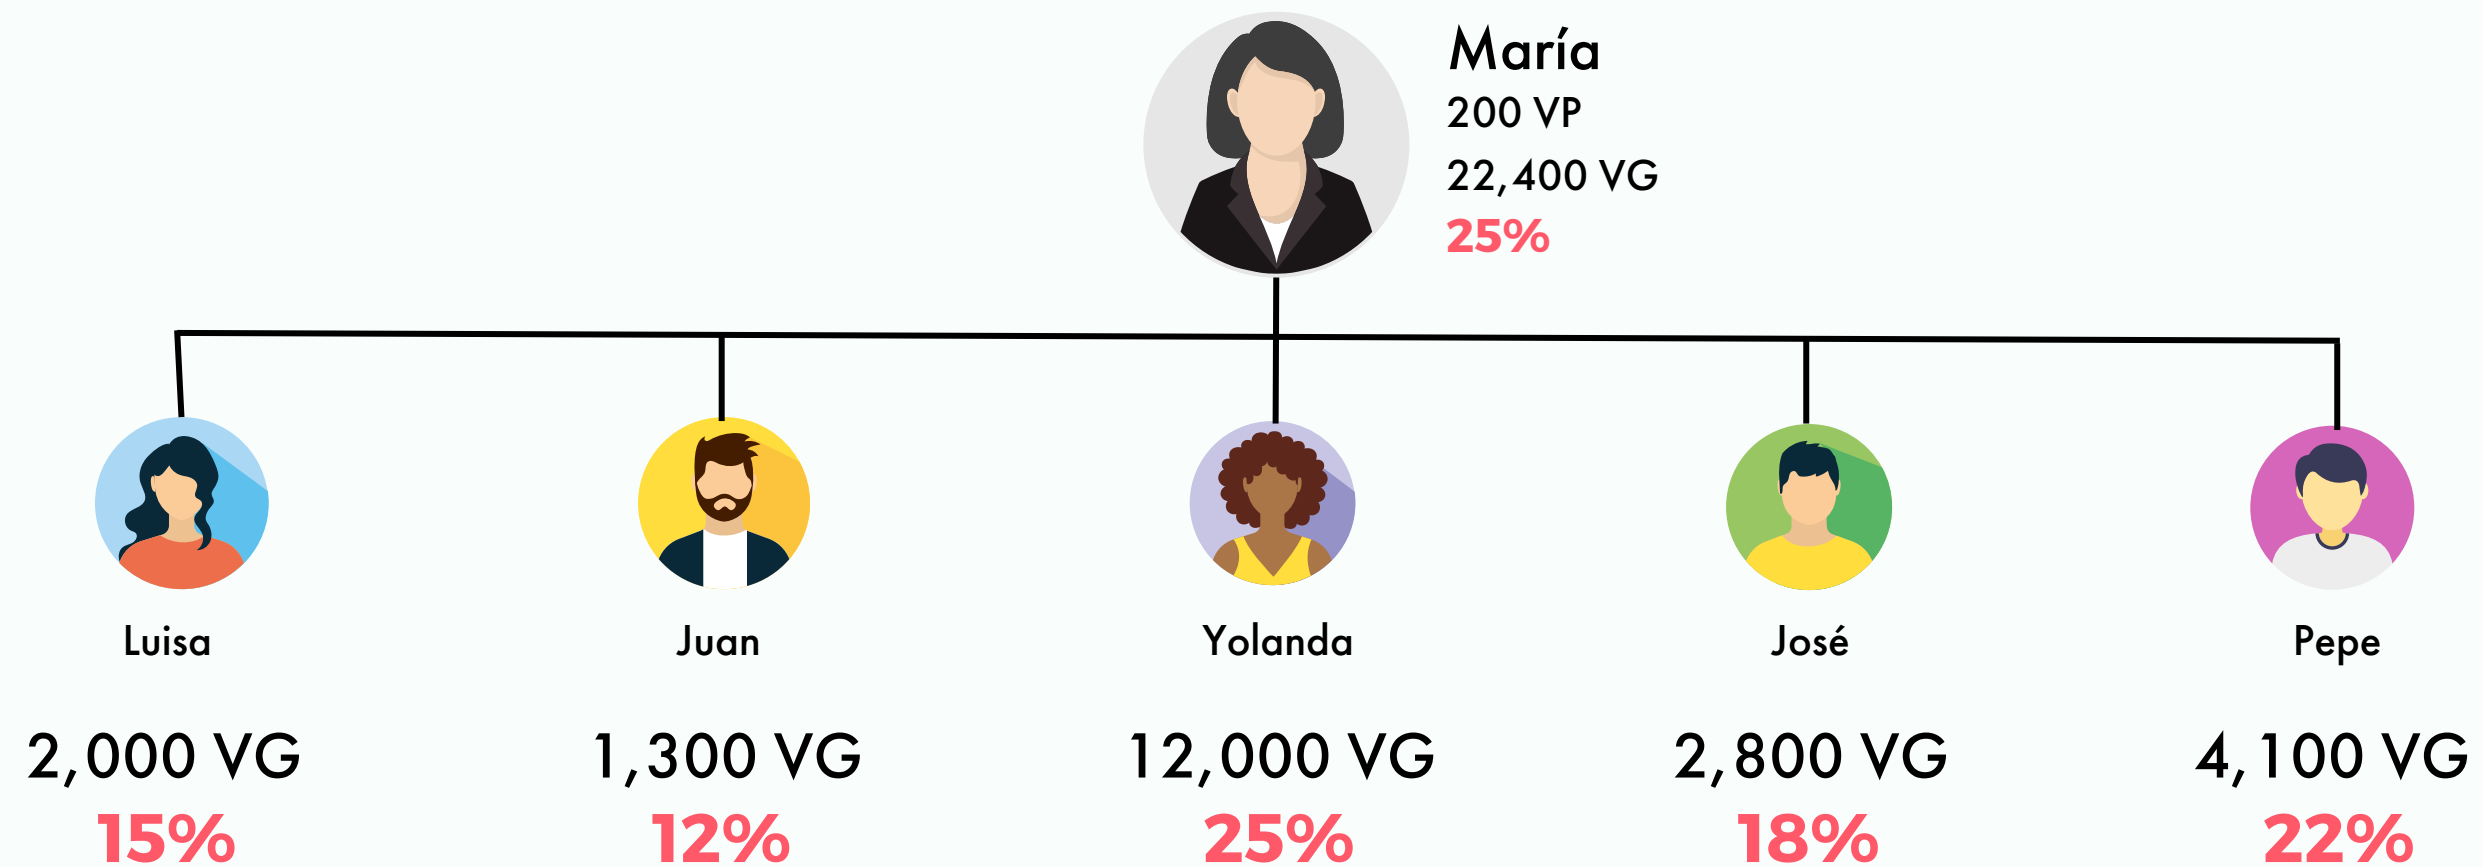 María
200 VP
22,400 VG
25%
Luisa
Juan
Yolanda
José
Pepe
2,000 VG
1,300 VG
12,000 VG
2,800 VG
4,100 VG
15%
12%
25%
18%
22%